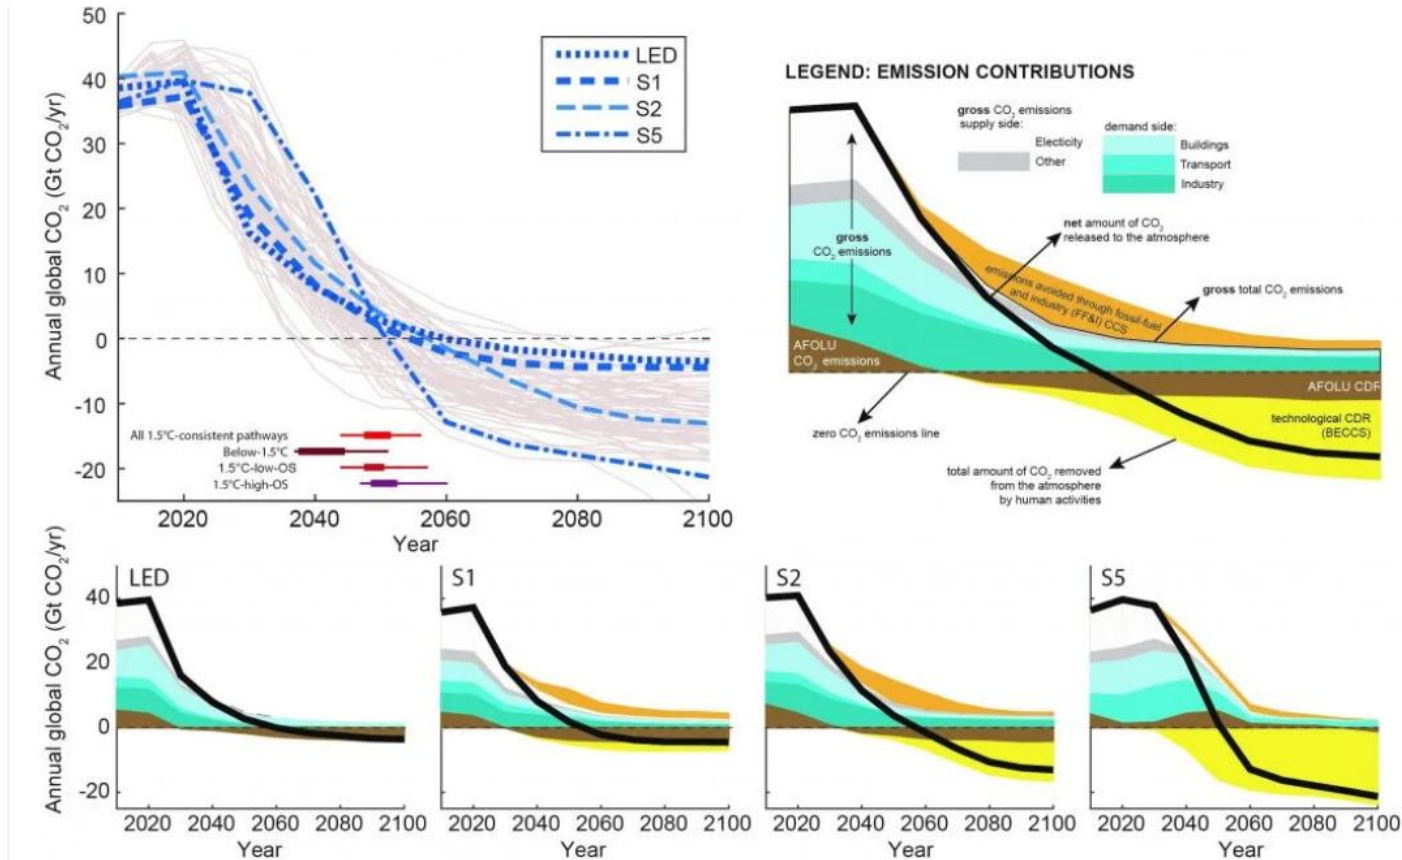 50
40
30
20
10
0
-10
-20
Annual global CO₂ (Gt CO₂/yr)
LED
S1
S2
S5
All 1.5°C-consistent pathways
Below-1.5°C
1.5°C-low-OS
1.5°C-high-OS
2020 2040 2060 2080 2100
Year
LEGEND: EMISSION CONTRIBUTIONS
gross CO₂ emissions
supply side:
Electicity
Other
demand side:
Buildings
Transport
Industry
gross
CO₂ emissions
net amount of CO₂
released to the atmosphere
emissions avoided through fossil-fuel
and industry (FF&I) CCS
gross total CO₂ emissions
AFOLU
CO₂ emissions
AFOLU CDR
technological CDR
(BECCS)
zero CO₂ emissions line
total amount of CO₂ removed
from the atmosphere
by human activities
Annual global CO₂ (Gt CO₂/yr)
40
20
0
-20
LED
2020 2040 2060 2080 2100
Year
S1
2020 2040 2060 2080 2100
Year
S2
2020 2040 2060 2080 2100
Year
S5
2020 2040 2060 2080 2100
Year